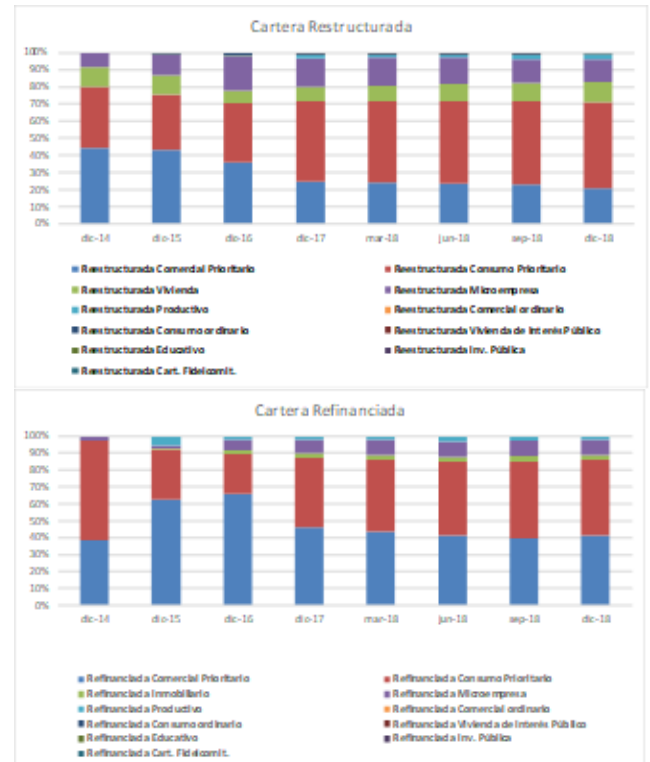 Cartera Restructurada
100%
90%
80%
70%
60%
50%
40%
30%
20%
10%
0%
dic-14 dic-15 dic-16 dic-17 mar-18 jun-18 sep-18 dic-18
Reestructurada Comercial Prioritario Reestructurada Consumo Prioritario
Reestructurada Vivienda Reestructurada Microempresa
Reestructurada Productivo Reestructurada Comercial ordinario
Reestructurada Consumo ordinario Reestructurada Vivienda de Interés Público
Reestructurada Educativo Reestructurada Inv. Pública
Reestructurada Cart. Fideicomit.
Cartera Refinanciada
100%
90%
80%
70%
60%
50%
40%
30%
20%
10%
0%
dic-14 dic-15 dic-16 dic-17 mar-18 jun-18 sep-18 dic-18
Refinanciada Comercial Prioritario Refinanciada Consumo Prioritario
Refinanciada Inmobiliario Refinanciada Microempresa
Refinanciada Productivo Refinanciada Comercial ordinario
Refinanciada Consumo ordinario Refinanciada Vivienda de Interés Público
Refinanciada Educativo Refinanciada Inv. Pública
Refinanciada Cart. Fideicomit.